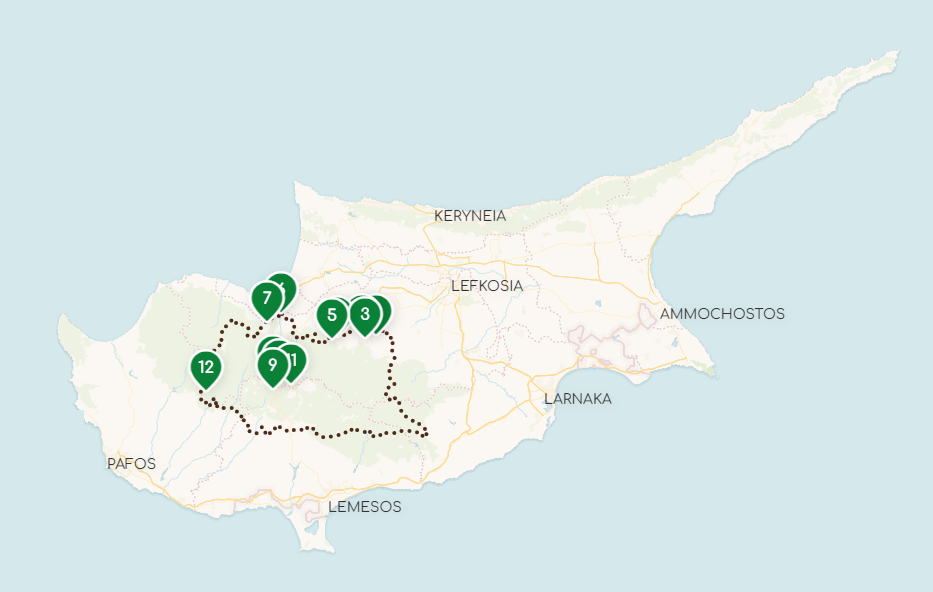 KERYNEIA
LEFKOSIA
7
5
3
AMMOCHOSTOS
12
9
LARNAKA
PAFOS
LEMESOS